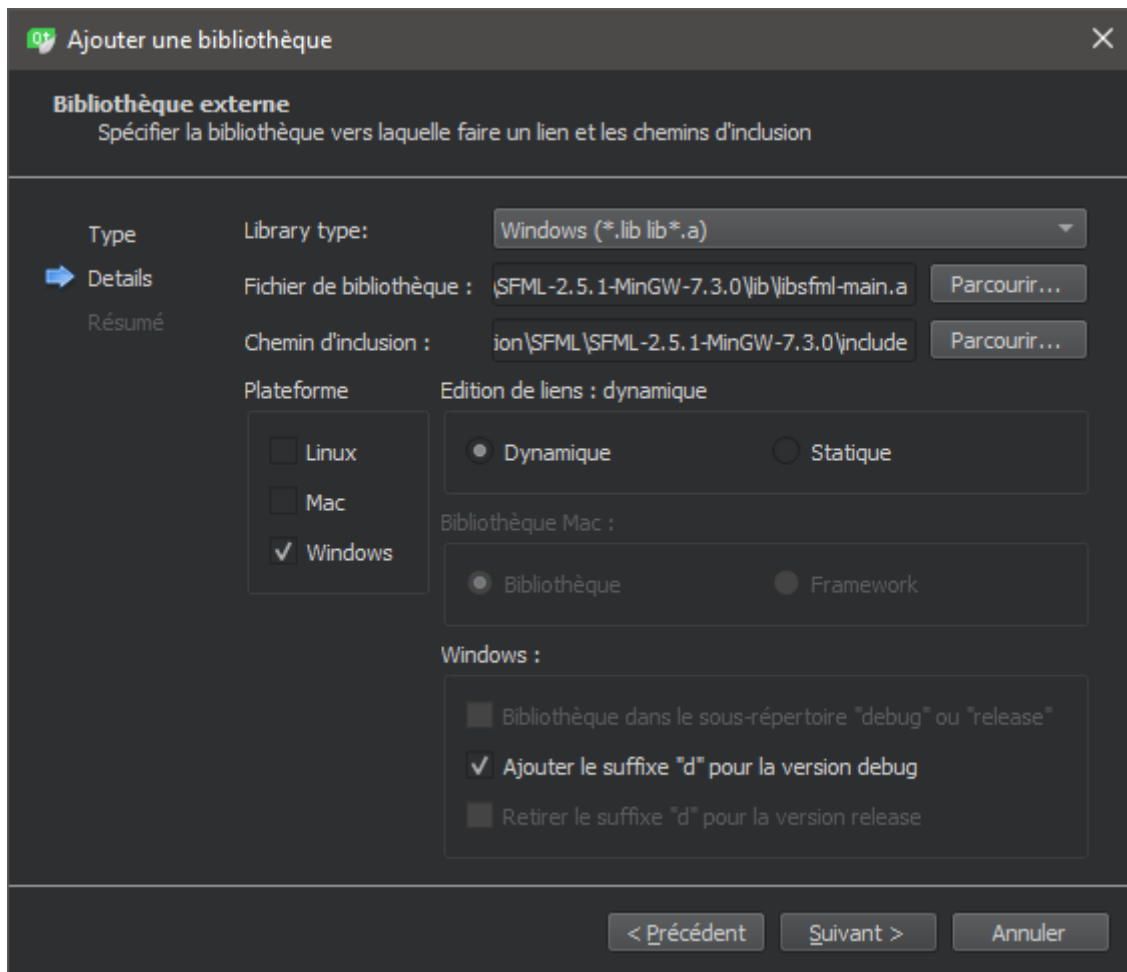 Ajouter une bibliothèque
Bibliothèque externe
Spécifier la bibliothèque vers laquelle faire un lien et les chemins d'inclusion
Type
Details
Résumé
Library type:
Windows (*.lib lib*.a)
Fichier de bibliothèque :
\SFML-2.5.1-MinGW-7.3.0\lib\libsfml-main.a
Parcourir...
Chemin d'inclusion :
ion\SFML\SFML-2.5.1-MinGW-7.3.0\include
Parcourir...
Plateforme
Linux
Mac
Windows
Edition de liens : dynamique
Dynamique
Statique
Bibliothèque Mac :
Bibliothèque
Framework
Windows :
Bibliothèque dans le sous-répertoire "debug" ou "release"
Ajouter le suffixe "d" pour la version debug
Retirer le suffixe "d" pour la version release
< Précédent
Suivant >
Annuler